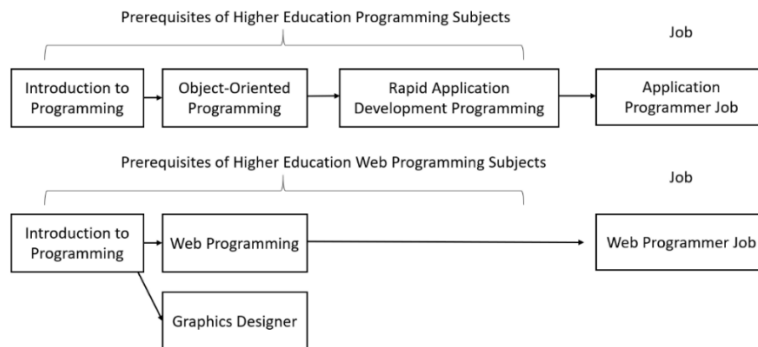 Prerequisites of Higher Education Programming Subjects
Job
Introduction to
Programming
Object-Oriented
Programming
Rapid Application
Development Programming
Application
Programmer Job
Prerequisites of Higher Education Web Programming Subjects
Job
Introduction to
Programming
Web Programming
Web Programmer Job
Graphics Designer